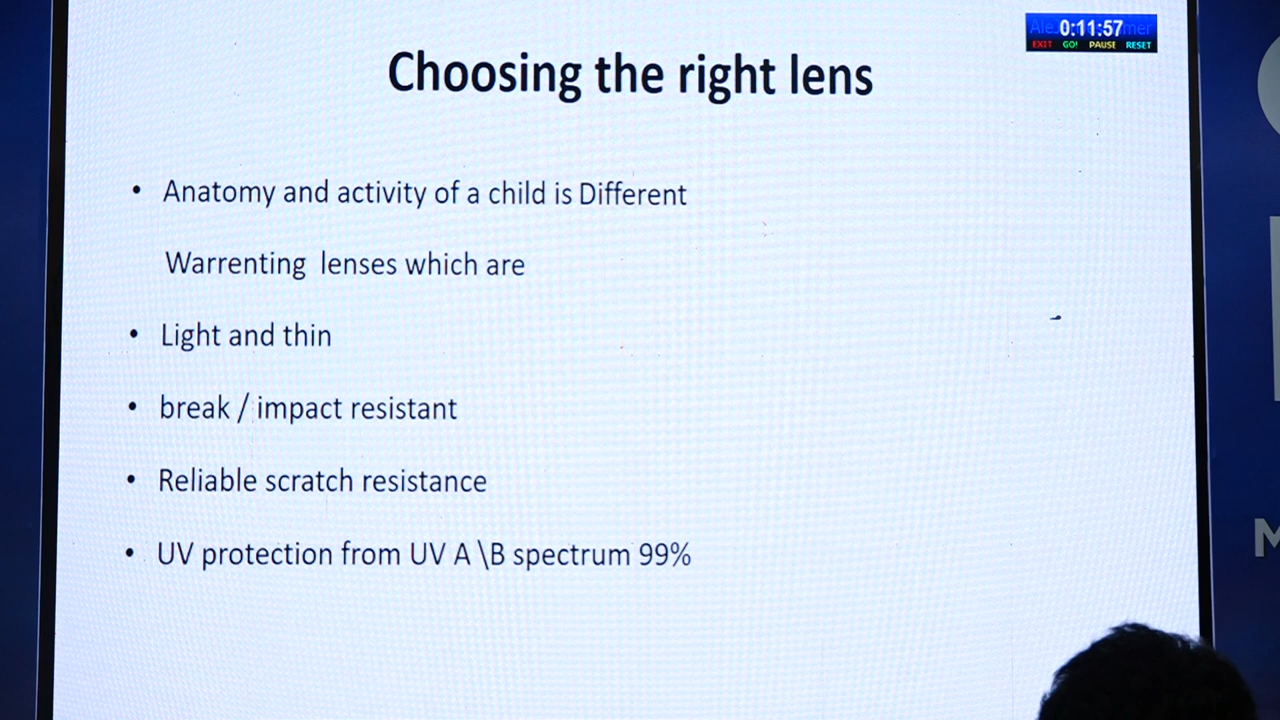 0:11:57
EXIT GO! PAUSE RESET
Choosing the right lens
• Anatomy and activity of a child is Different
Warrenting lenses which are
• Light and thin
• break / impact resistant
• Reliable scratch resistance
• UV protection from UV A \B spectrum 99%
M